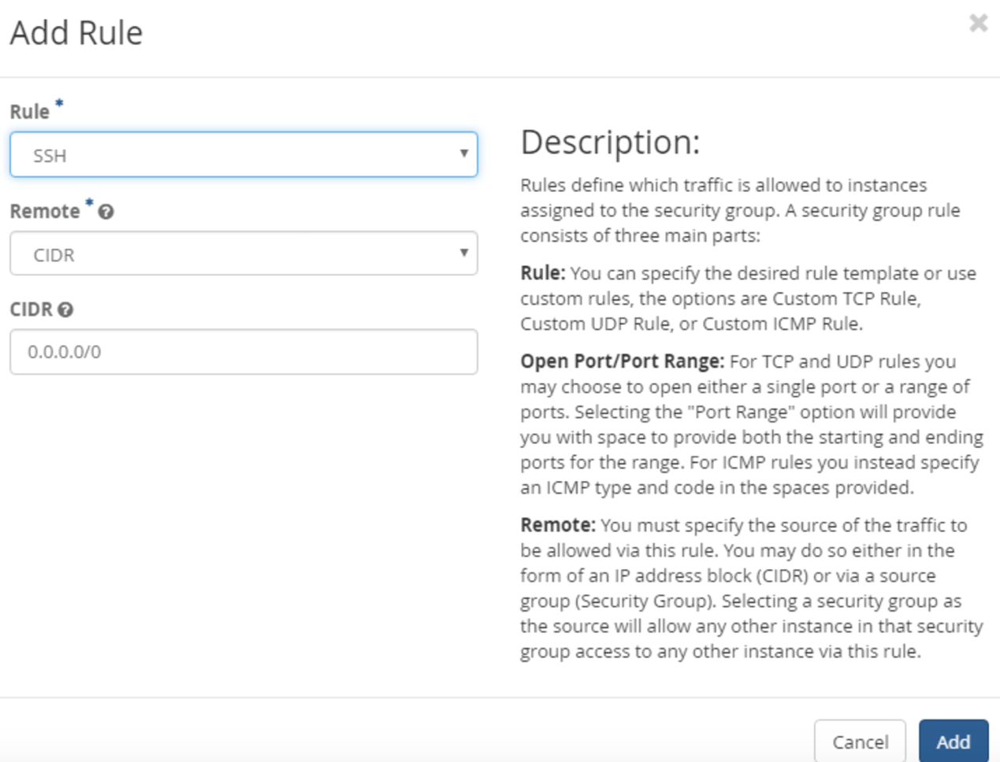 Add Rule
×
Rule *
SSH
Remote *
CIDR
CIDR
0.0.0.0/0
Description:
Rules define which traffic is allowed to instances
assigned to the security group. A security group rule
consists of three main parts:
Rule: You can specify the desired rule template or use
custom rules, the options are Custom TCP Rule,
Custom UDP Rule, or Custom ICMP Rule.
Open Port/Port Range: For TCP and UDP rules you
may choose to open either a single port or a range of
ports. Selecting the "Port Range" option will provide
you with space to provide both the starting and ending
ports for the range. For ICMP rules you instead specify
an ICMP type and code in the spaces provided.
Remote: You must specify the source of the traffic to
be allowed via this rule. You may do so either in the
form of an IP address block (CIDR) or via a source
group (Security Group). Selecting a security group as
the source will allow any other instance in that security
group access to any other instance via this rule.
Cancel
Add